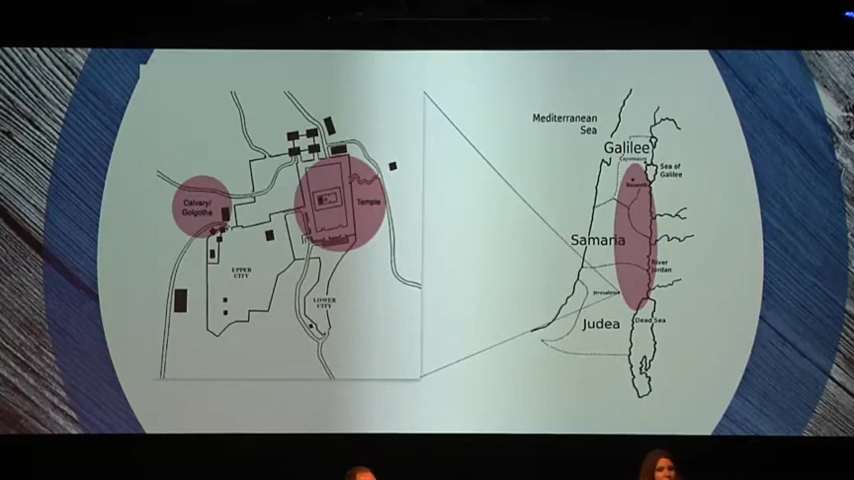 Calvary/
Golgotha
Temple
UPPER
CITY
LOWER
CITY
Mediterranean
Sea
Galilee
Capernaum
Sea of
Galilee
Nazareth
Samaria
River
Jordan
Jerusalem
Judea
Dead Sea